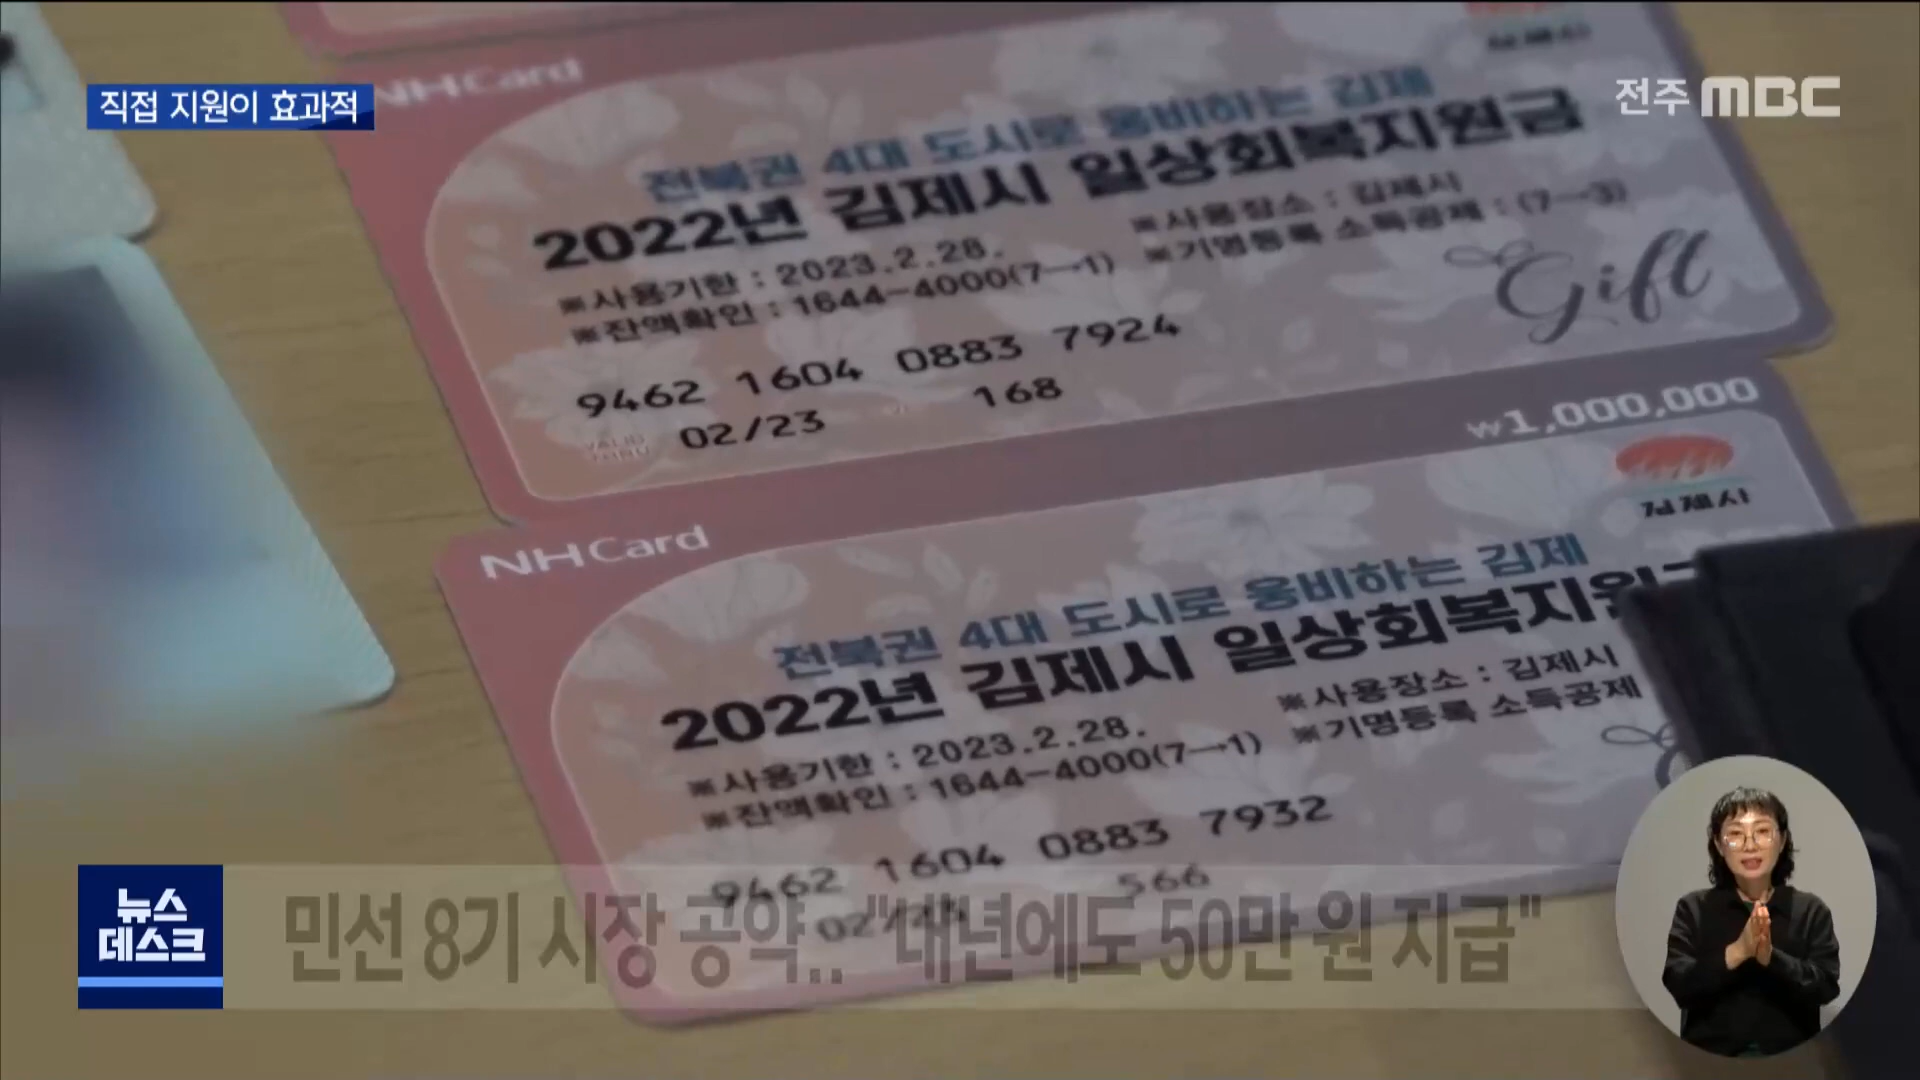 직접 지원이 효과적
전주 MBC
NHCard
김제시
전북권 4대 도시로 웅비하는 김제
2022년 김제시 일상회복지원금
※사용기한 : 2023.2.28.
※사용장소 : 김제시
※잔액확인 : 1644-4000(7→1)
※기명등록 소득공제 : (7→3)
Gift
9462 1604 0883 7924
VALID THRU 02/23 168
₩1,000,000
NHCard
김제시
전북권 4대 도시로 웅비하는 김제
2022년 김제시 일상회복지원
※사용기한 : 2023.2.28.
※사용장소 : 김제시
※잔액확인 : 1644-4000(7→1)
※기명등록 소득공제
9462 1604 0883 7932
02/23 566
뉴스
데스크
민선 8기 시장 공약.. "내년에도 50만 원 지급"